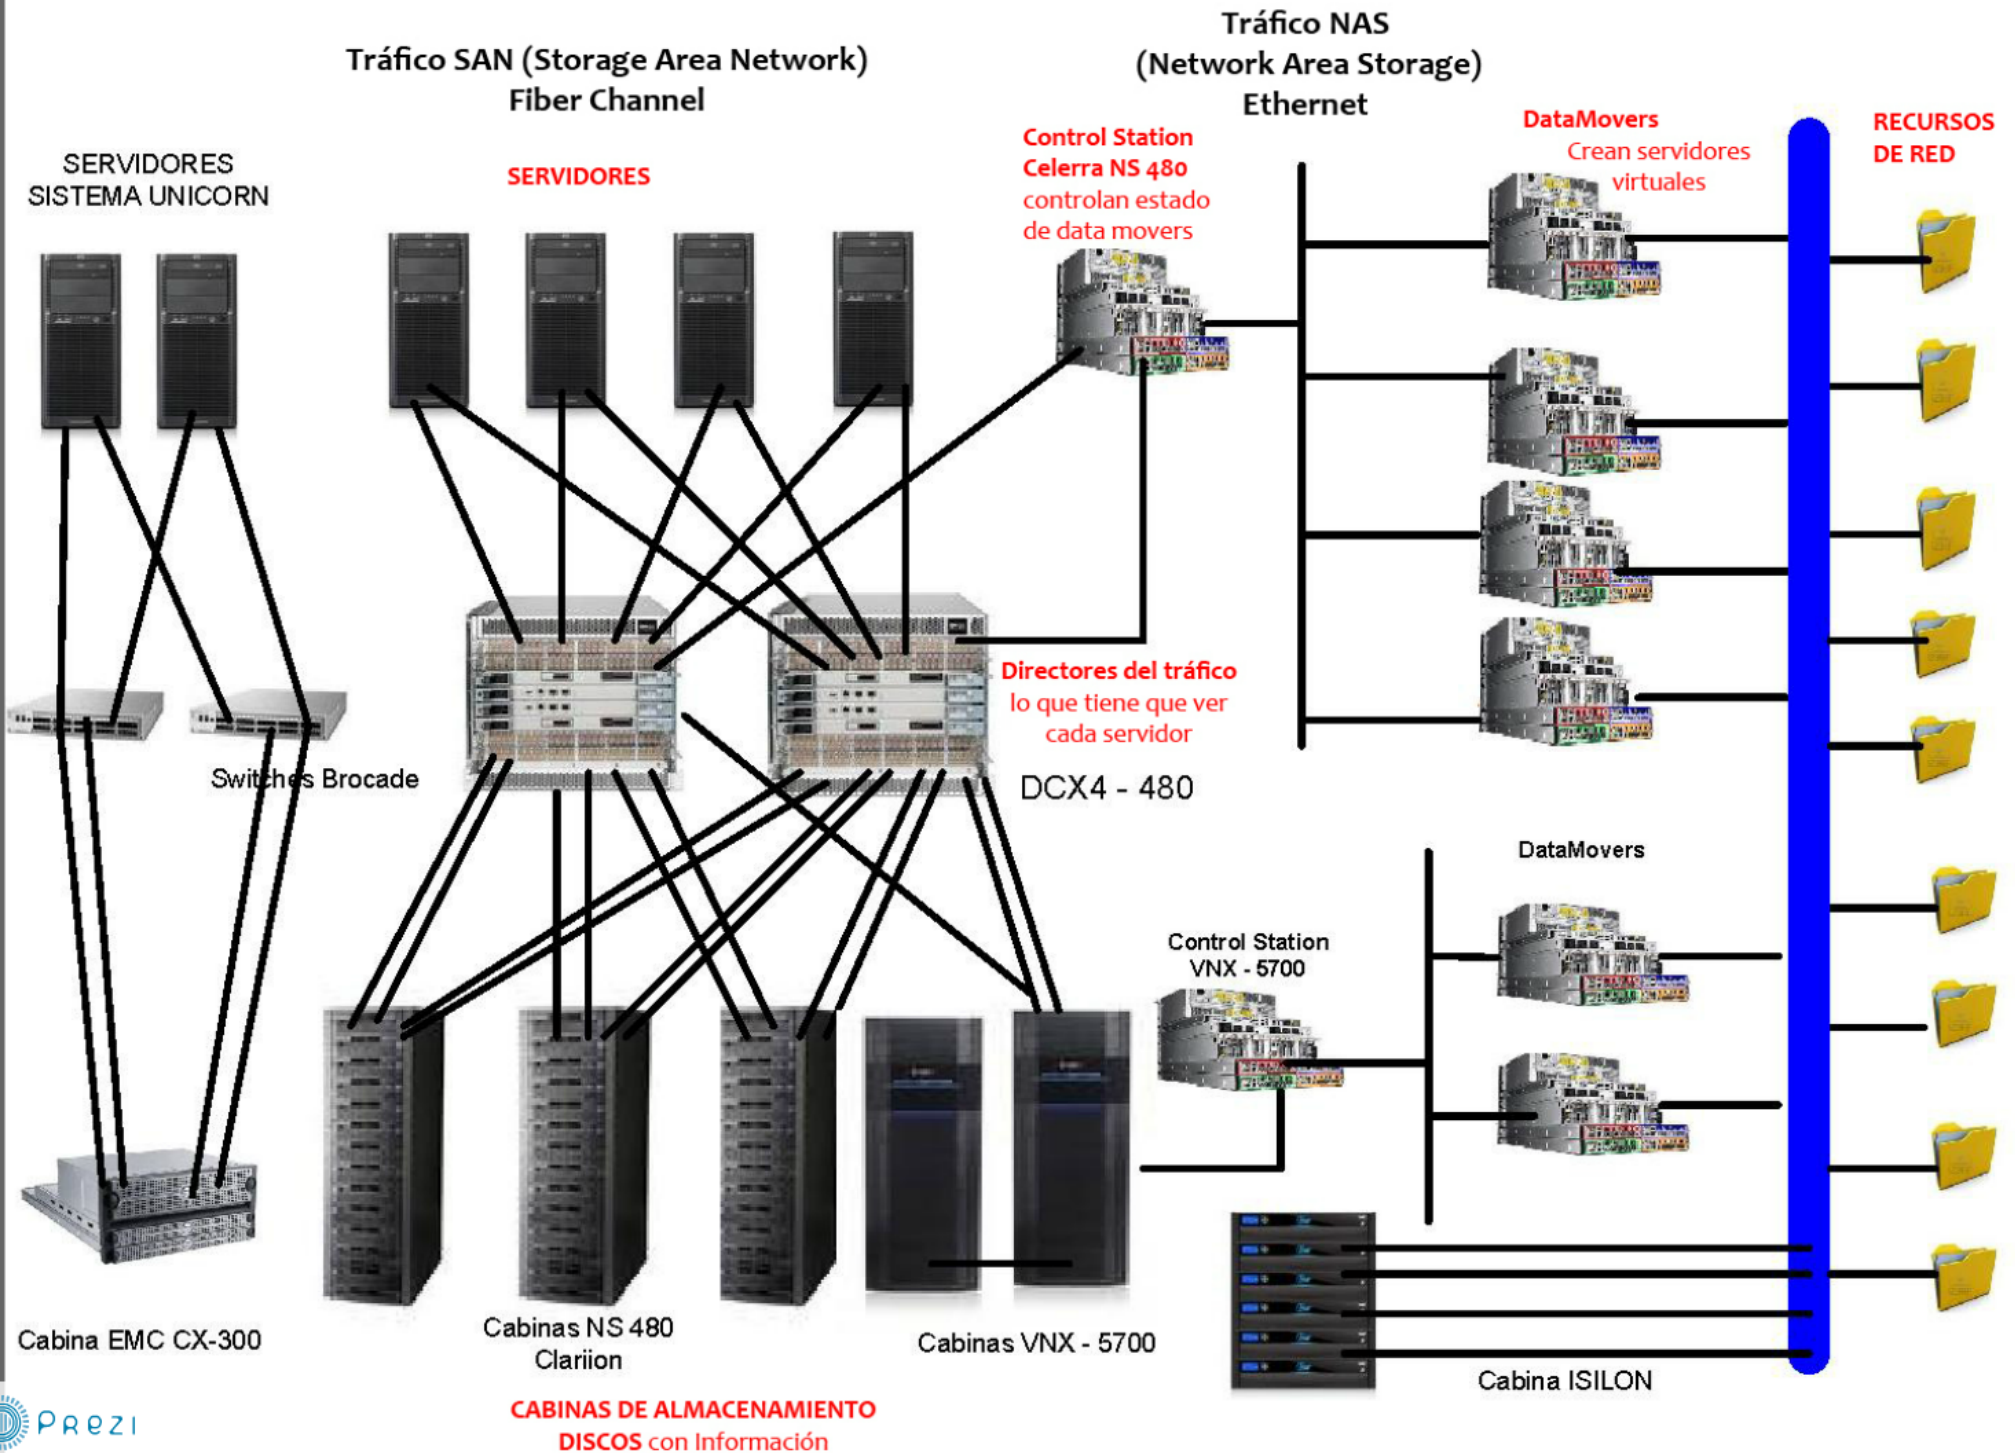 Tráfico SAN (Storage Area Network)
Fiber Channel
Tráfico NAS
(Network Area Storage)
Ethernet
SERVIDORES
SISTEMA UNICORN
SERVIDORES
Control Station
Celerra NS 480
controlan estado
de data movers
DataMovers
Crean servidores
virtuales
RECURSOS
DE RED
Directores del tráfico
lo que tiene que ver
cada servidor
Switches Brocade
DCX4 - 480
DataMovers
Control Station
VNX - 5700
Cabina EMC CX-300
Cabinas NS 480
Clariion
Cabinas VNX - 5700
Cabina ISILON
CABINAS DE ALMACENAMIENTO
DISCOS con Información
PReZI